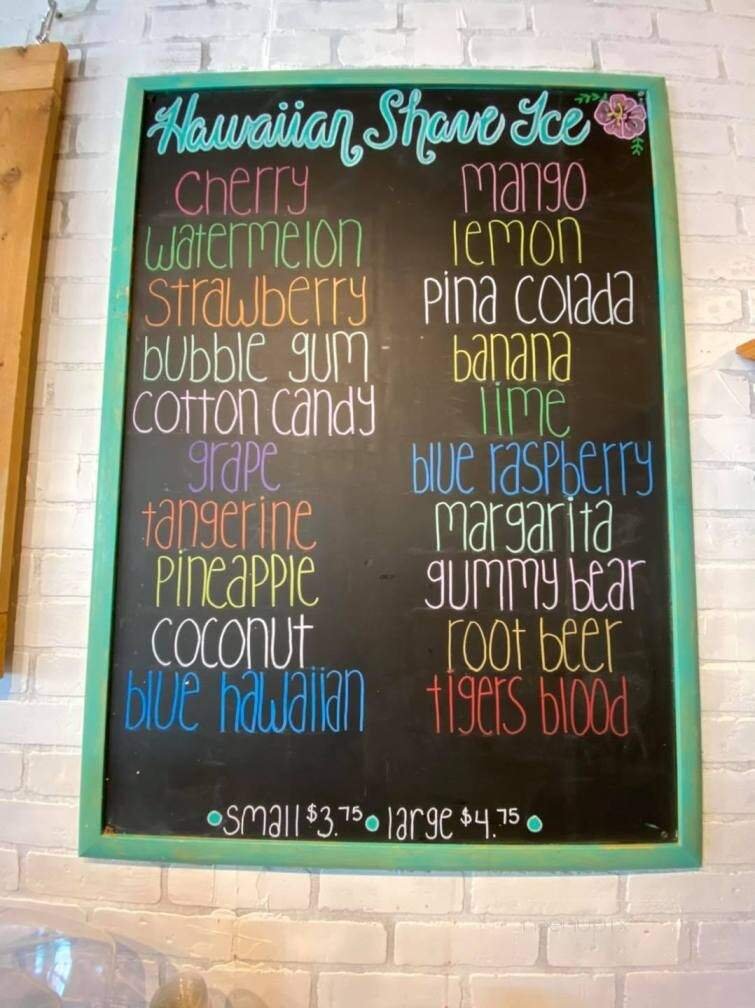 Hawaiian Shave Ice
cherry
watermelon
strawberry
bubble gum
cotton candy
grape
tangerine
pineapple
coconut
blue hawaiian
mango
lemon
pina colada
banana
lime
blue raspberry
margarita
gummy bear
root beer
tigers blood
•small $3.75• large $4.75 •